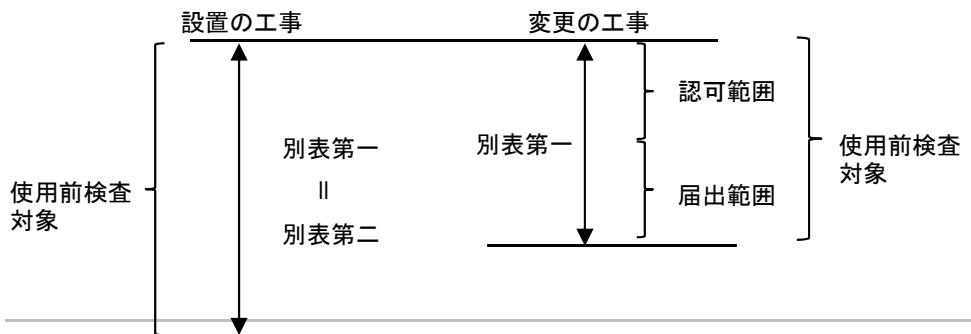 設置の工事
変更の工事
使用前検査
対象
別表第一
||
別表第二
別表第一
認可範囲
届出範囲
使用前検査
対象